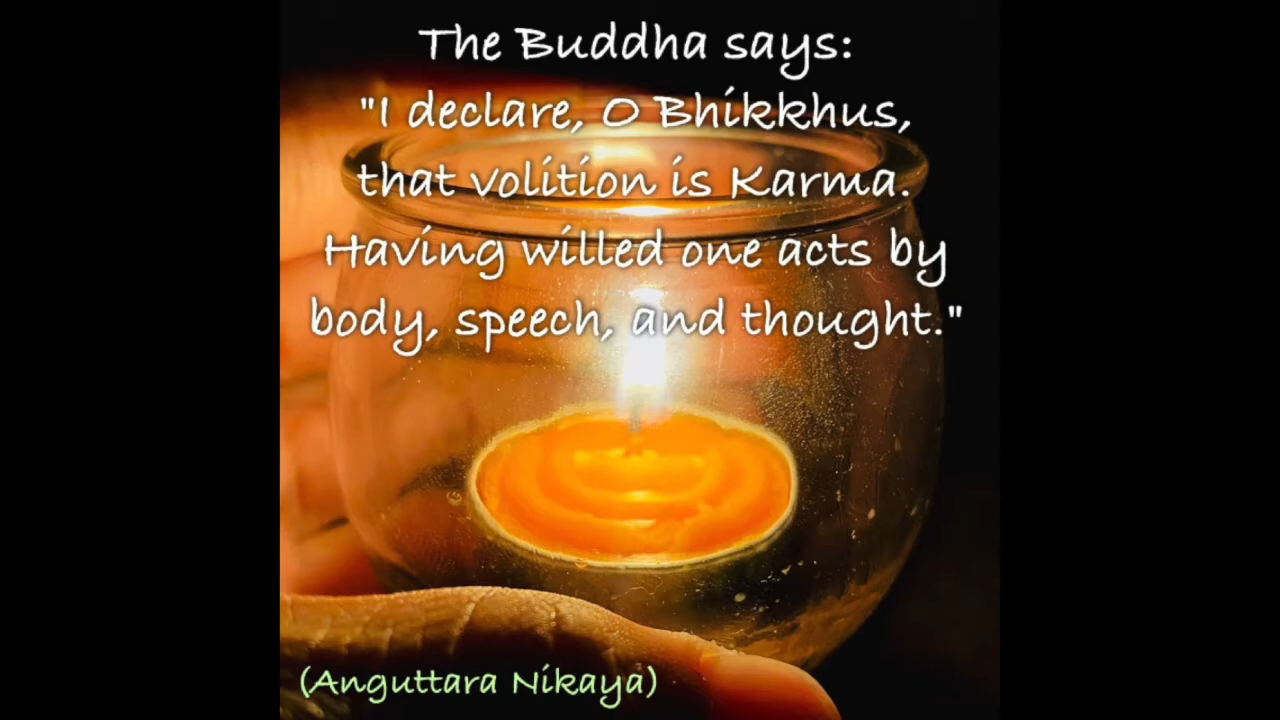 The Buddha says:
"I declare, O Bhikkhus,
that volition is Karma.
Having willed one acts by
body, speech, and thought."
(Anguttara Nikaya)